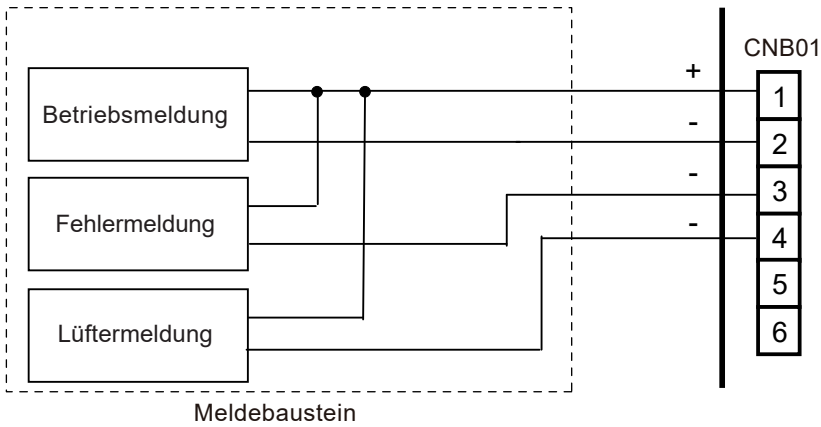 CNB01
+
1
Betriebsmeldung
-
2
-
3
Fehlermeldung
-
4
5
Lüftermeldung
6
Meldebaustein